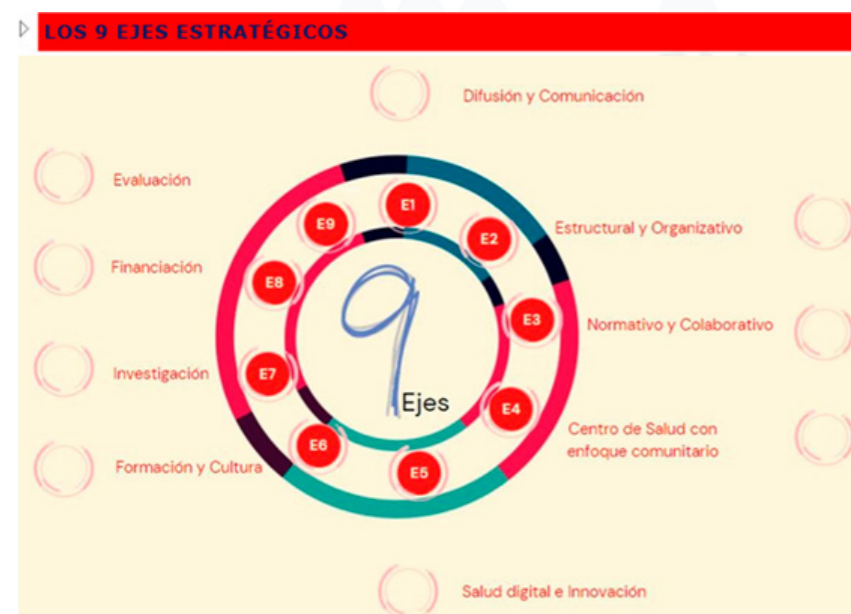 LOS 9 EJES ESTRATÉGICOS
Difusión y Comunicación
Evaluación
Estructural y Organizativo
Financiación
Normativo y Colaborativo
Investigación
Centro de Salud con
enfoque comunitario
Formación y Cultura
Salud digital e Innovación
E1
E2
E3
E4
E5
E6
E7
E8
E9
9
Ejes